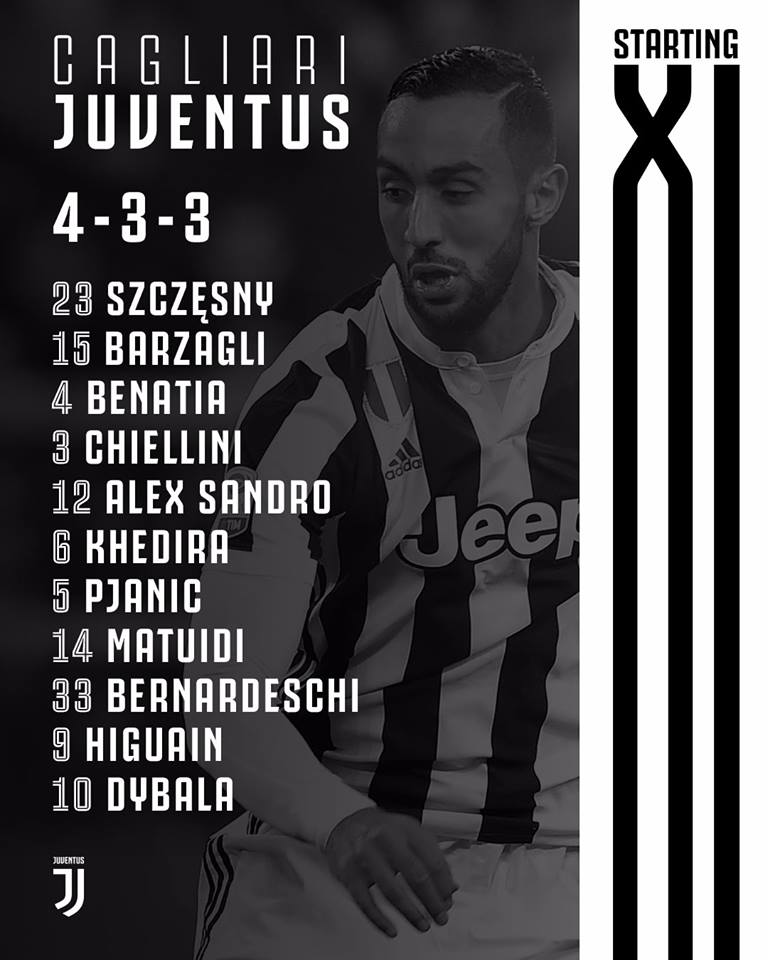 CAGLIARI
JUVENTUS
4-3-3
23 SZCZĘSNY
15 BARZAGLI
4 BENATIA
3 CHIELLINI
12 ALEX SANDRO
6 KHEDIRA
5 PJANIC
14 MATUIDI
33 BERNARDESCHI
9 HIGUAIN
10 DYBALA
JUVENTUS
J
STARTING
XI
adidas
TIM
Jeep